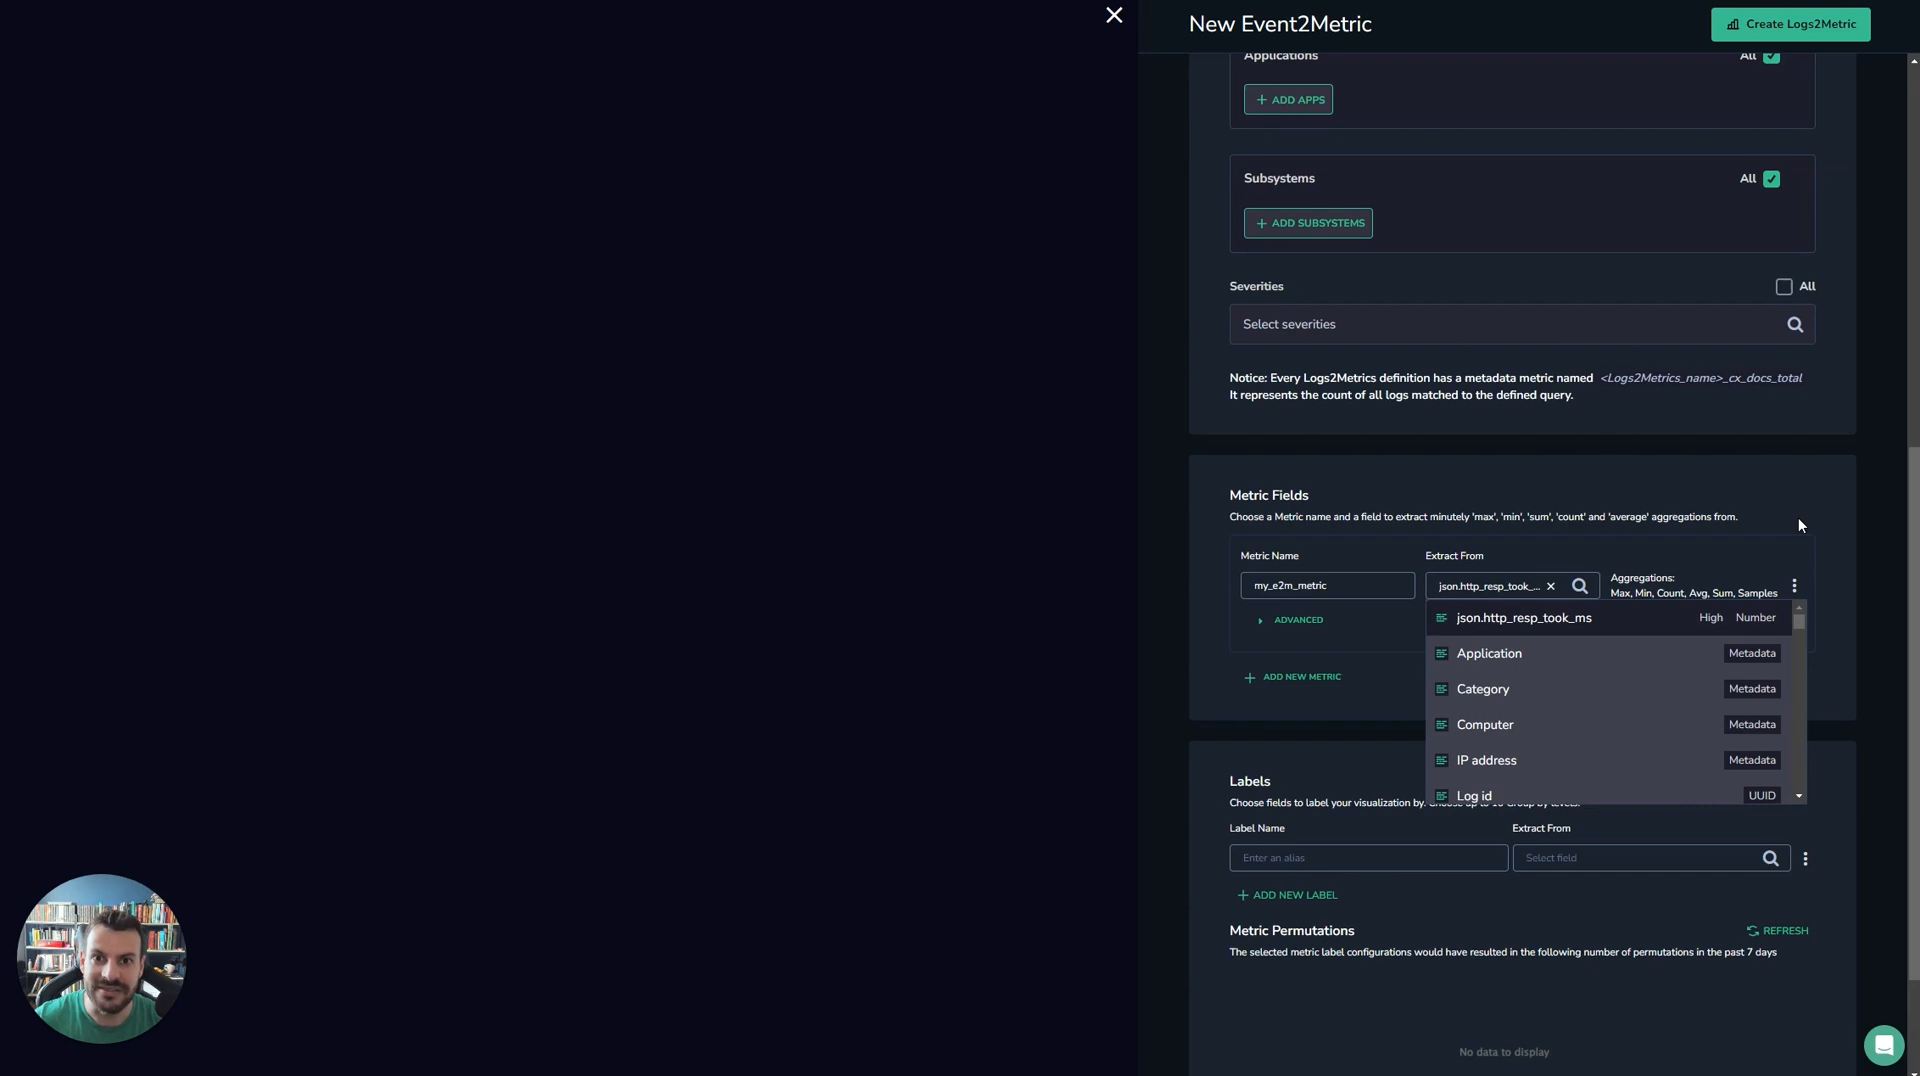 New Event2Metric
Create Logs2Metric
Applications
All
ADD APPS
Subsystems
All
ADD SUBSYSTEMS
Severities
All
Select severities
Notice: Every Logs2Metrics definition has a metadata metric named <Logs2Metrics_name>_cx_docs_total
It represents the count of all logs matched to the defined query.
Metric Fields
Choose a Metric name and a field to extract minutely 'max', 'min', 'sum', 'count' and 'average' aggregations from.
Metric Name
Extract From
my_e2m_metric
json.http_resp_took_...
Aggregations:
Max, Min, Count, Avg, Sum, Samples
ADVANCED
json.http_resp_took_ms High Number
Application Metadata
ADD NEW METRIC
Category Metadata
Computer Metadata
IP address Metadata
Log id UUID
Labels
Choose fields to label your visualization by.
Label Name
Extract From
Enter an alias
Select field
ADD NEW LABEL
Metric Permutations
REFRESH
The selected metric label configurations would have resulted in the following number of permutations in the past 7 days
No data to display